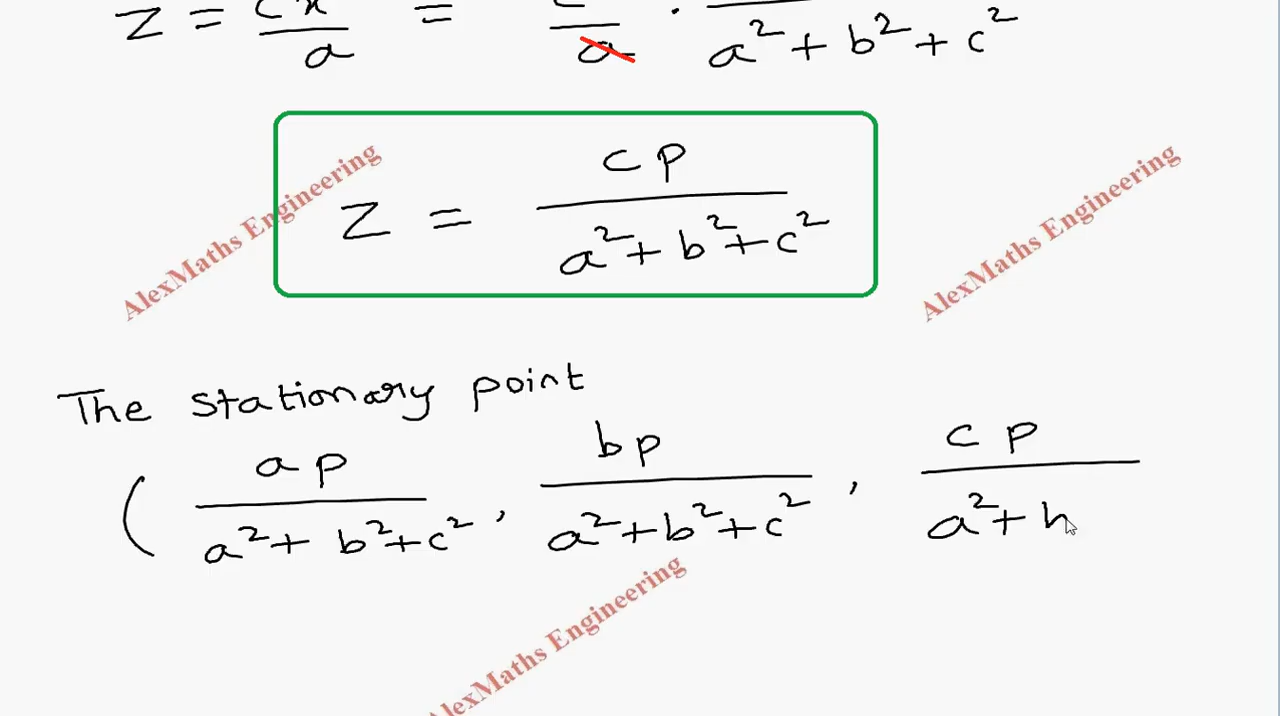 z = cx/a = c/a · /a²+b²+c²
z = cp/a²+b²+c²
The stationary point
( ap/a²+b²+c² , bp/a²+b²+c² , cp/a²+b
AlexMaths Engineering
AlexMaths Engineering
AlexMaths Engineering